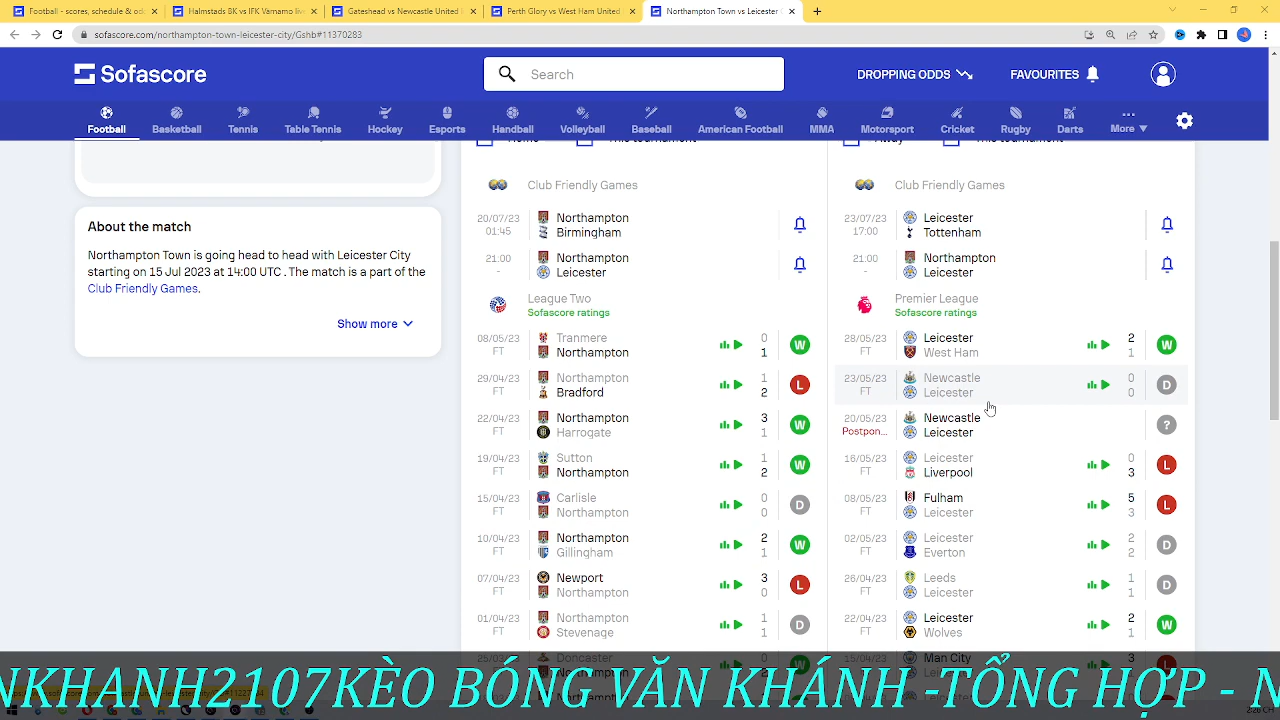 Football - scores, schedule & od
Halmstads BK vs IFK Värnamo live
Gateshead vs Newcastle United
Perth Glory vs West Ham United
Northampton Town vs Leicester
sofascore.com/northampton-town-leicester-city/Gshb#11370283
Sofascore
Search
DROPPING ODDS
FAVOURITES
Football
Basketball
Tennis
Table Tennis
Hockey
Esports
Handball
Volleyball
Baseball
American Football
MMA
Motorsport
Cricket
Rugby
Darts
More
About the match
Northampton Town is going head to head with Leicester City
starting on 15 Jul 2023 at 14:00 UTC . The match is a part of the
Club Friendly Games.
Show more
Club Friendly Games
20/07/23 Northampton
01:45 Birmingham
21:00 Northampton
- Leicester
League Two
Sofascore ratings
08/05/23 Tranmere 0
FT Northampton 1 W
29/04/23 Northampton 1
FT Bradford 2 L
22/04/23 Northampton 3
FT Harrogate 1 W
19/04/23 Sutton 1
FT Northampton 2 W
15/04/23 Carlisle 0
FT Northampton 0 D
10/04/23 Northampton 2
FT Gillingham 1 W
07/04/23 Newport 3
FT Northampton 0 L
01/04/23 Northampton 1
FT Stevenage 1 D
Doncaster 0
Club Friendly Games
23/07/23 Leicester
17:00 Tottenham
21:00 Northampton
- Leicester
Premier League
Sofascore ratings
28/05/23 Leicester 2
FT West Ham 1 W
23/05/23 Newcastle 0
FT Leicester 0 D
20/05/23 Newcastle
Postpon... Leicester ?
16/05/23 Leicester 0
FT Liverpool 3 L
08/05/23 Fulham 5
FT Leicester 3 L
02/05/23 Leicester 2
FT Everton 2 D
26/04/23 Leeds 1
FT Leicester 1 D
22/04/23 Leicester 2
FT Wolves 1 W
Man City 3
NKHANH2107KÈO BÓNG VĂN KHÁNH TỔNG HỢP - N